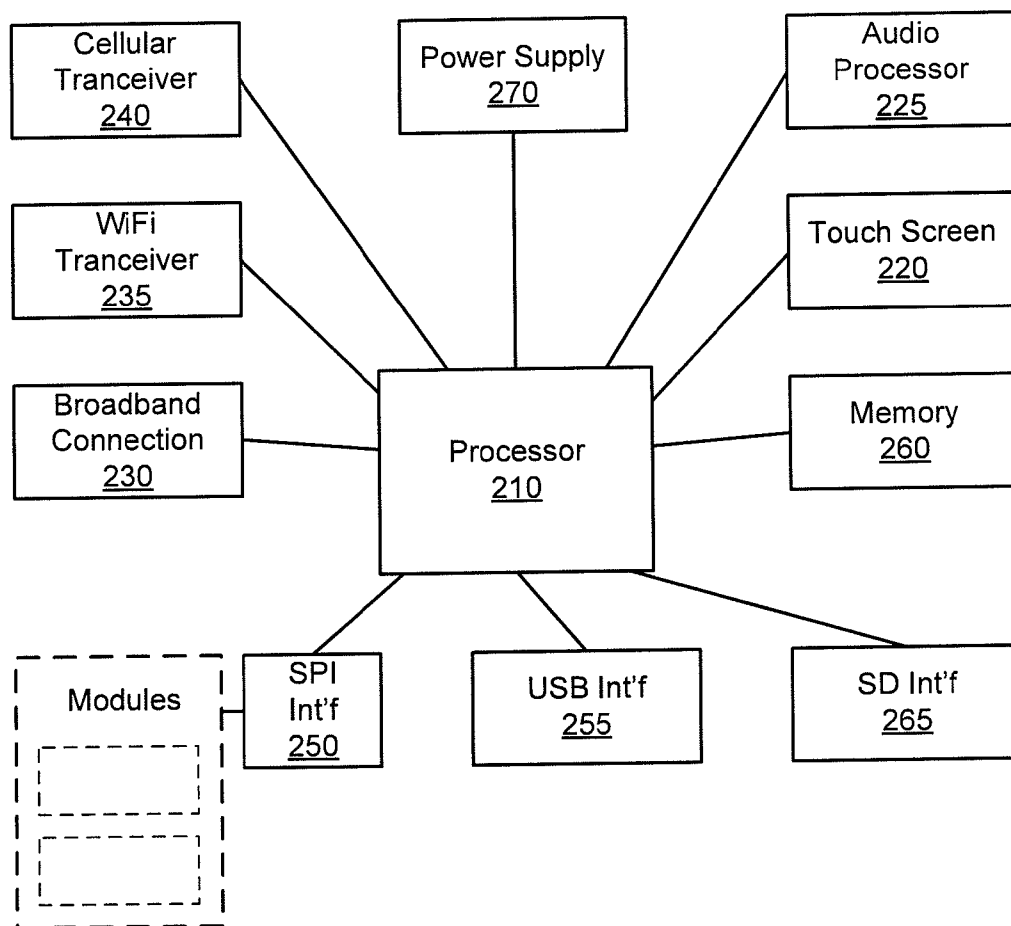 Cellular
Tranceiver
240
Power Supply
270
Audio
Processor
225
WiFi
Tranceiver
235
Touch Screen
220
Broadband
Connection
230
Processor
210
Memory
260
Modules
SPI
Int'f
250
USB Int'f
255
SD Int'f
265